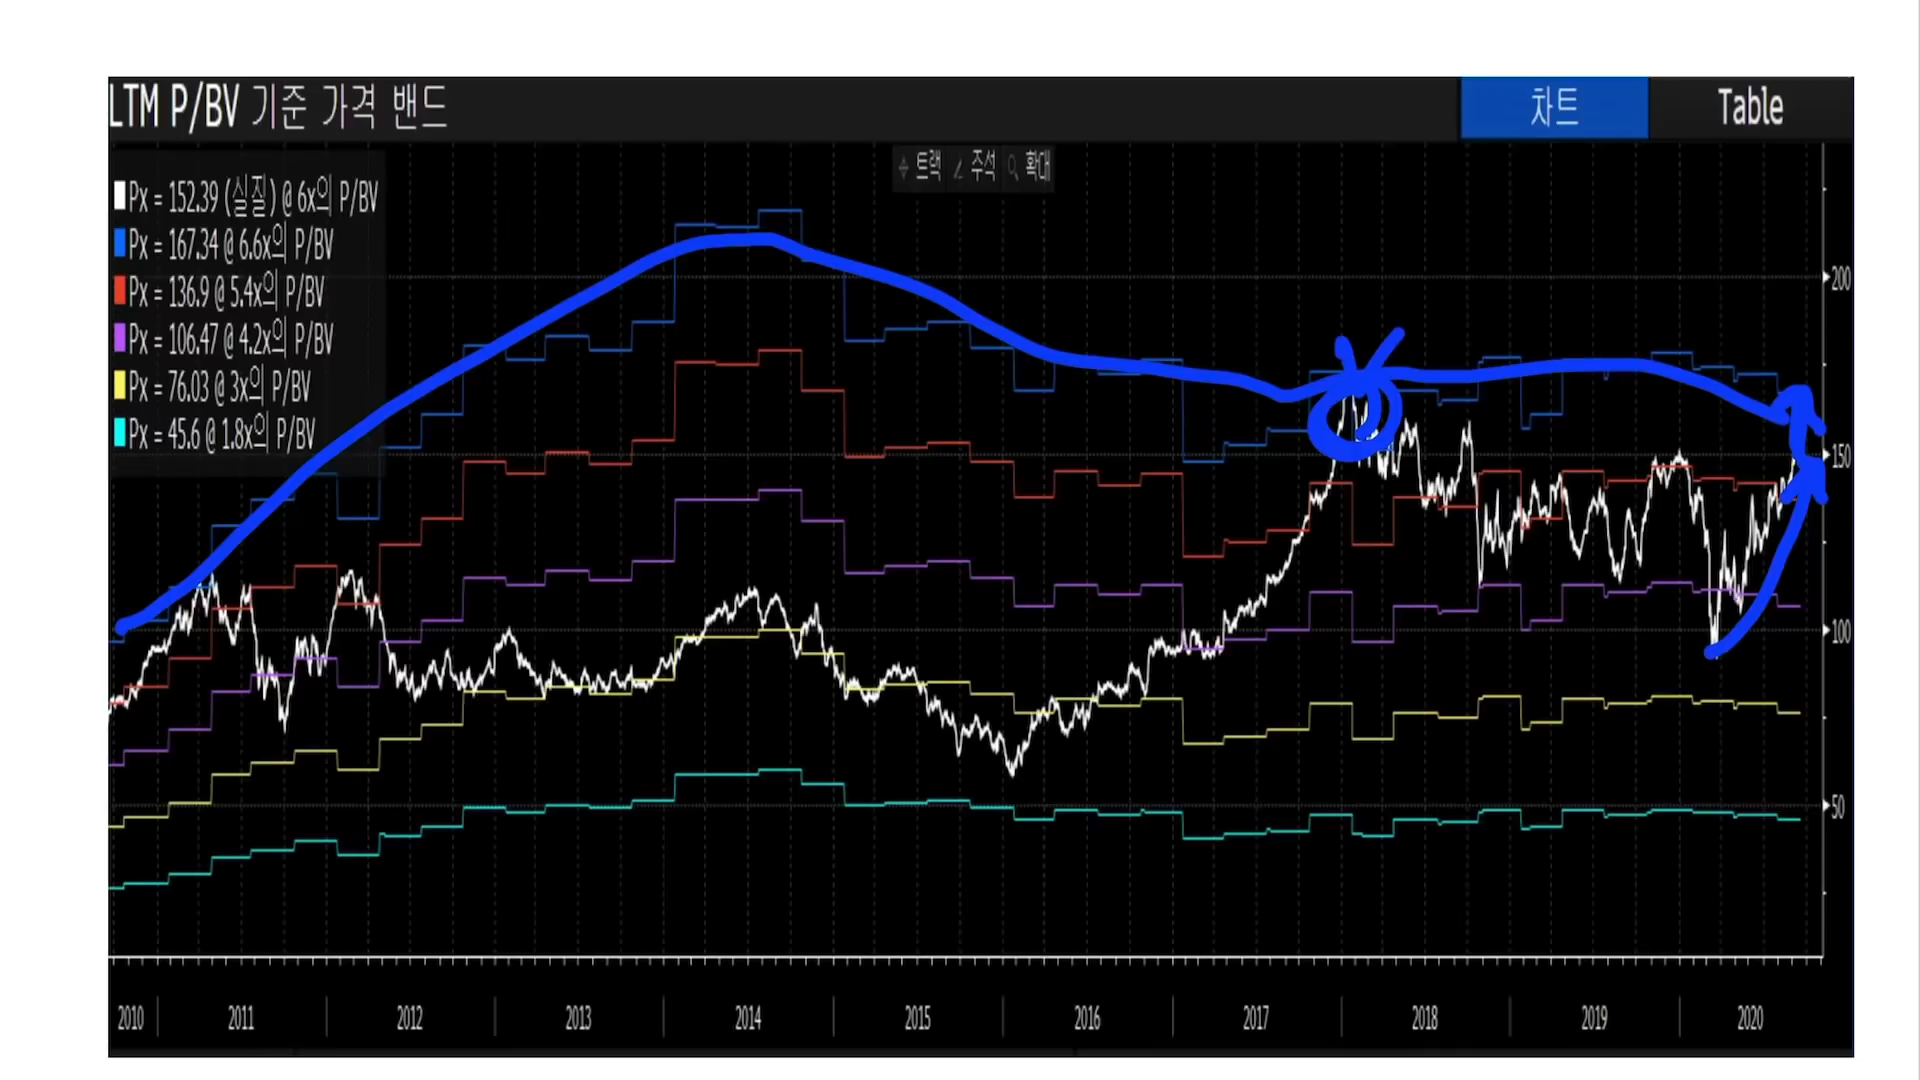 LTM P/BV 기준 가격 밴드
차트
Table
트랙 주석 확대
Px = 152.39 (실질) @ 6x의 P/BV
Px = 167.34 @ 6.6x의 P/BV
Px = 136.9 @ 5.4x의 P/BV
Px = 106.47 @ 4.2x의 P/BV
Px = 76.03 @ 3x의 P/BV
Px = 45.6 @ 1.8x의 P/BV
200
150
100
50
2010 2011 2012 2013 2014 2015 2016 2017 2018 2019 2020